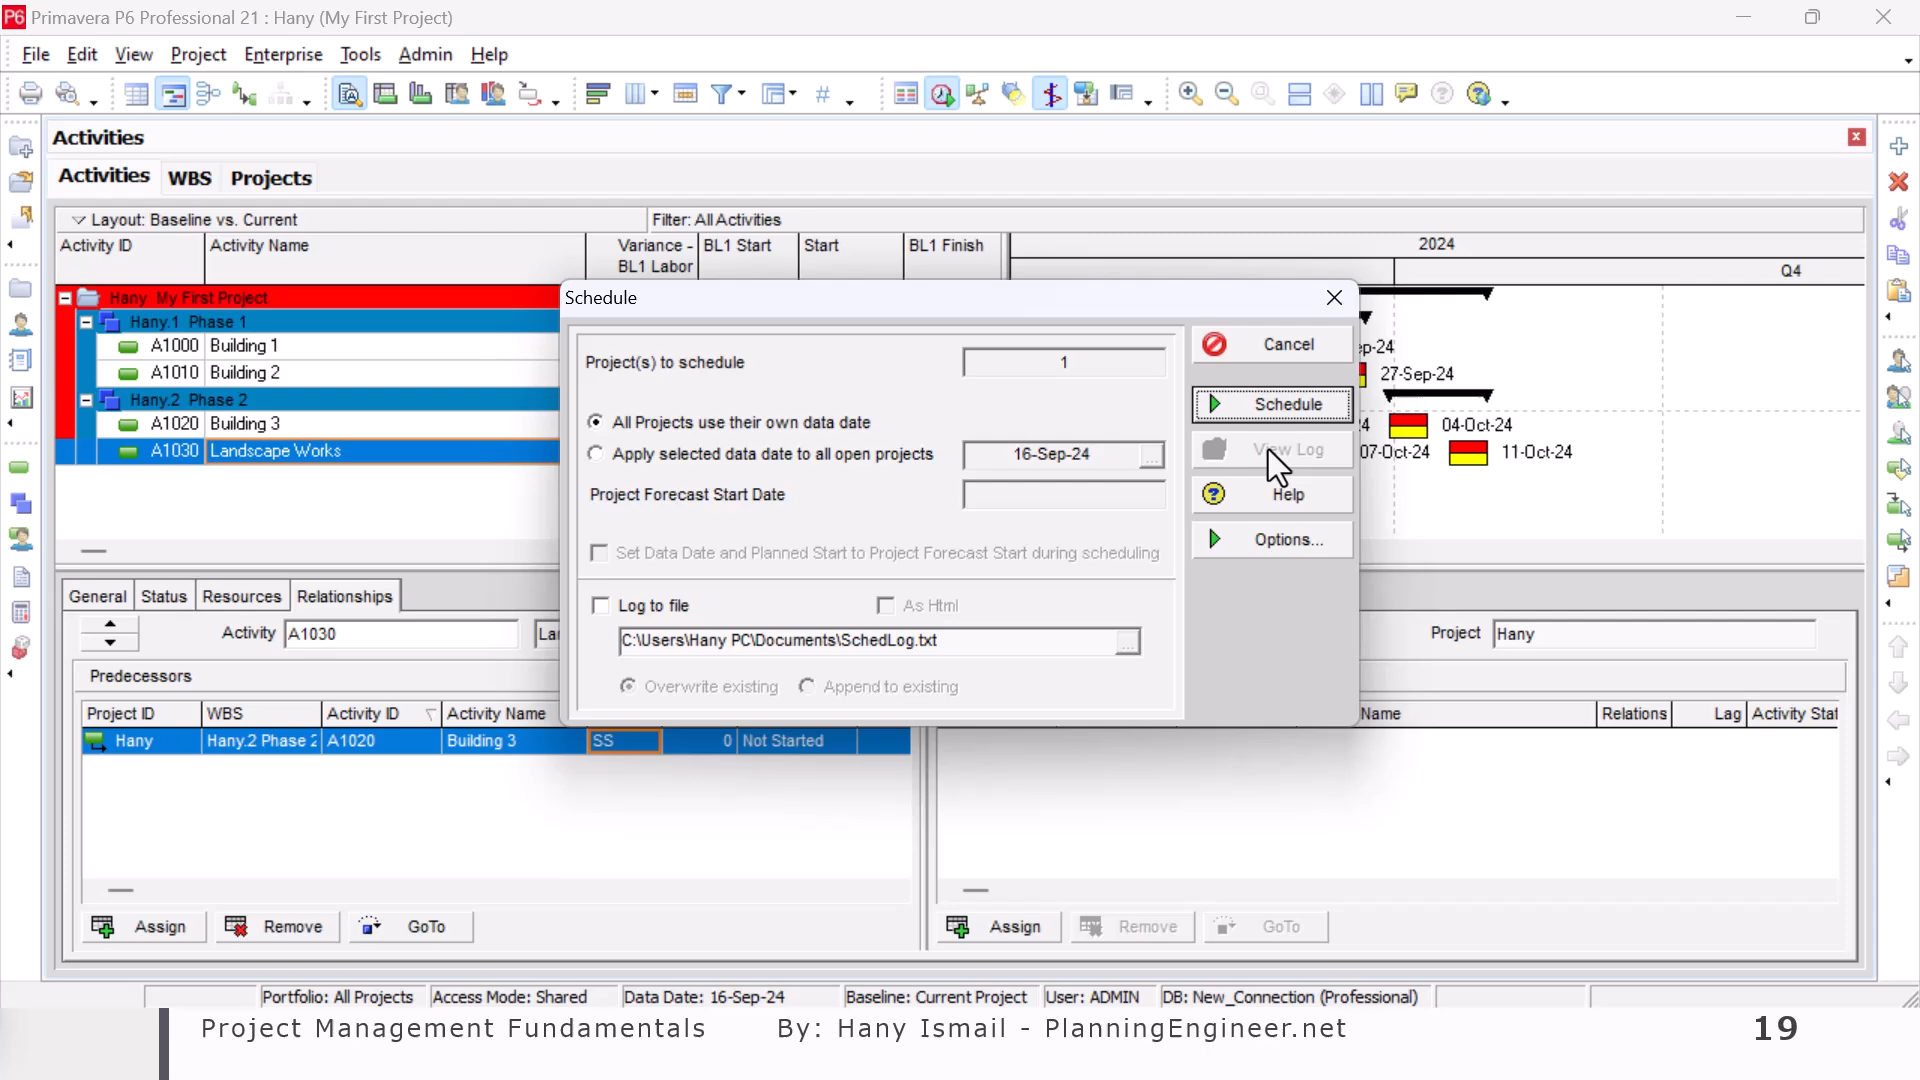 Primavera P6 Professional 21 : Hany (My First Project)
File Edit View Project Enterprise Tools Admin Help
Activities
Activities WBS Projects
Layout: Baseline vs. Current Filter: All Activities
Activity ID Activity Name Variance - BL1 Labor BL1 Start Start BL1 Finish 2024
Q4
Hany My First Project
Hany.1 Phase 1
A1000 Building 1
A1010 Building 2 27-Sep-24
Hany.2 Phase 2
A1020 Building 3 04-Oct-24
A1030 Landscape Works 07-Oct-24 11-Oct-24
Schedule
Project(s) to schedule 1
All Projects use their own data date
Apply selected data date to all open projects 16-Sep-24 ...
Project Forecast Start Date
Set Data Date and Planned Start to Project Forecast Start during scheduling
Log to file As Html
C:\Users\Hany PC\Documents\SchedLog.txt ...
Overwrite existing Append to existing
Cancel
Schedule
View Log
Help
Options...
General Status Resources Relationships
Activity A1030 Project Hany
Predecessors
Project ID WBS Activity ID Activity Name
Hany Hany.2 Phase 2 A1020 Building 3 SS 0 Not Started
Name Relations Lag Activity Stat
Assign Remove GoTo
Assign Remove GoTo
Portfolio: All Projects Access Mode: Shared Data Date: 16-Sep-24 Baseline: Current Project User: ADMIN DB: New_Connection (Professional)
Project Management Fundamentals By: Hany Ismail - PlanningEngineer.net 19